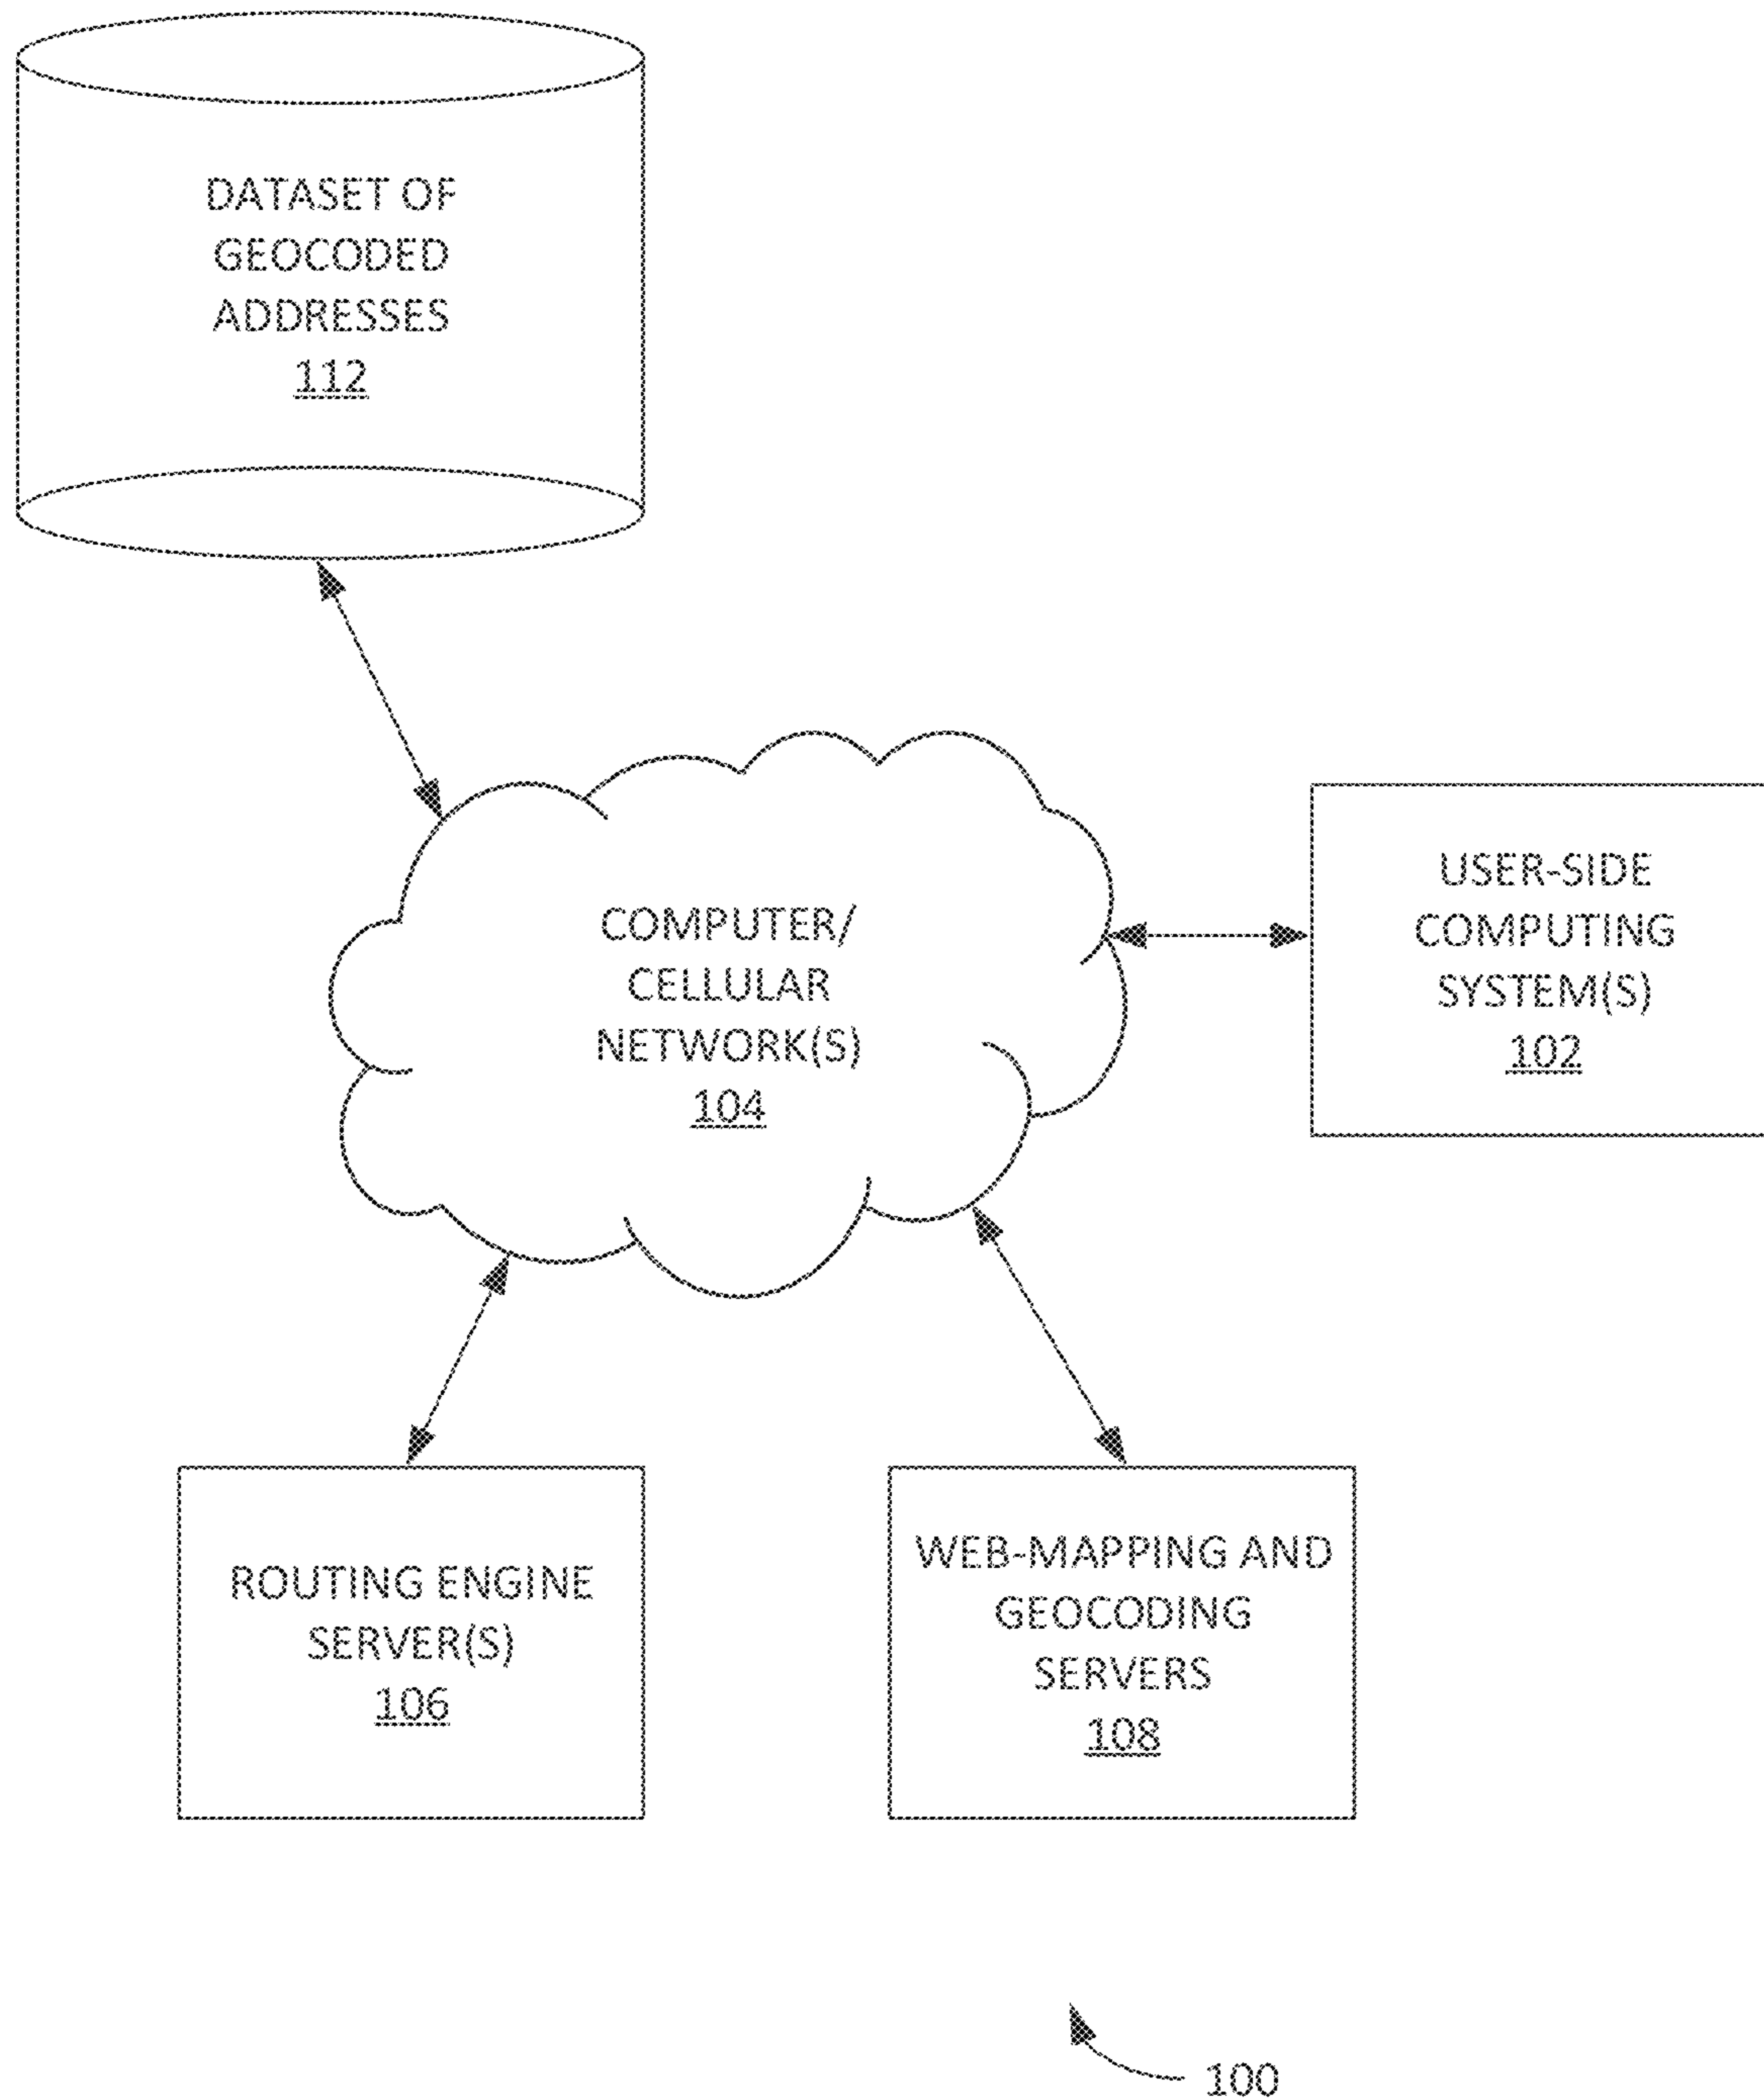 DATASET OF
GEOCODED
ADDRESSES
112
COMPUTER/
CELLULAR
NETWORK(S)
104
USER-SIDE
COMPUTING
SYSTEM(S)
102
ROUTING ENGINE
SERVER(S)
106
WEB-MAPPING AND
GEOCODING
SERVERS
108
100